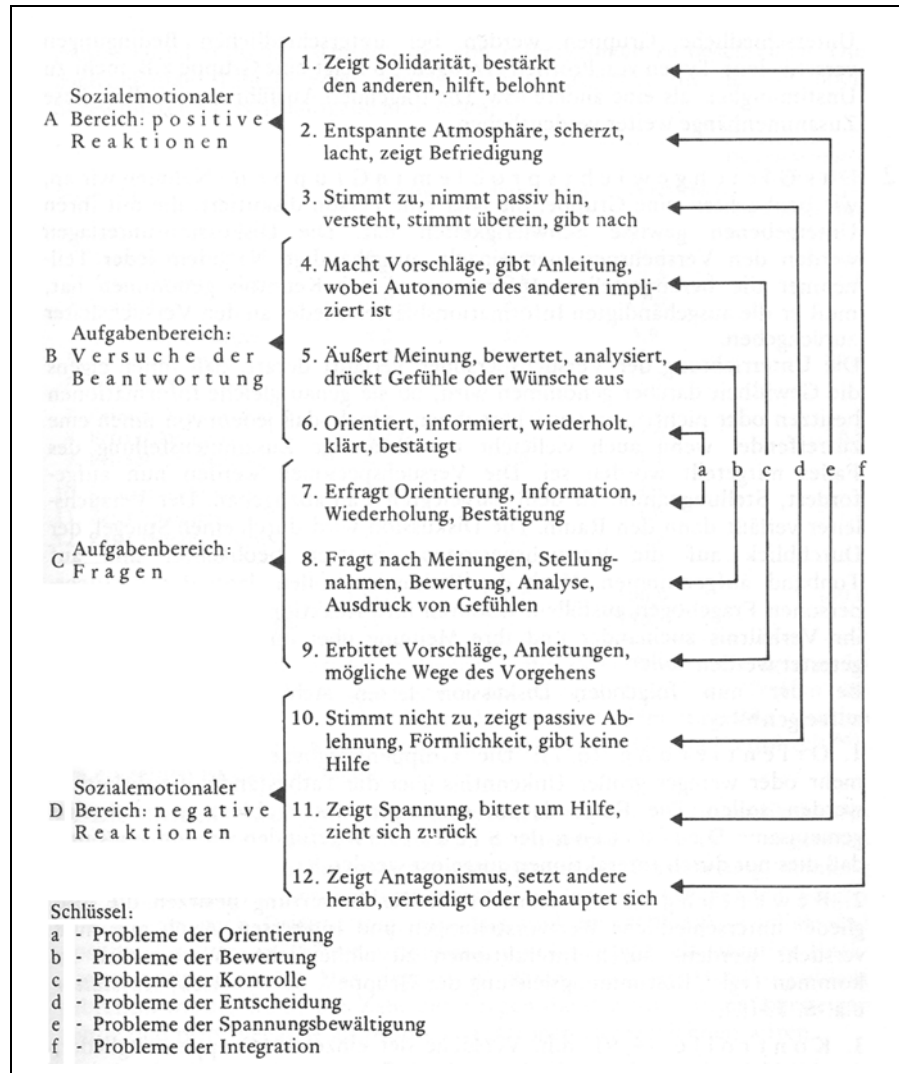 1. Zeigt Solidarität, bestärkt
den anderen, hilft, belohnt
Sozialemotionaler
A Bereich: positive
Reaktionen
2. Entspannte Atmosphäre, scherzt,
lacht, zeigt Befriedigung
3. Stimmt zu, nimmt passiv hin,
versteht, stimmt überein, gibt nach
4. Macht Vorschläge, gibt Anleitung,
wobei Autonomie des anderen impli-
ziert ist
Aufgabenbereich:
B Versuche der
Beantwortung
5. Äußert Meinung, bewertet, analysiert,
drückt Gefühle oder Wünsche aus
6. Orientiert, informiert, wiederholt,
klärt, bestätigt
a b c d e f
7. Erfragt Orientierung, Information,
Wiederholung, Bestätigung
Aufgabenbereich:
C Fragen
8. Fragt nach Meinungen, Stellung-
nahmen, Bewertung, Analyse,
Ausdruck von Gefühlen
9. Erbittet Vorschläge, Anleitungen,
mögliche Wege des Vorgehens
10. Stimmt nicht zu, zeigt passive Ab-
lehnung, Förmlichkeit, gibt keine
Hilfe
Sozialemotionaler
D Bereich: negative
Reaktionen
11. Zeigt Spannung, bittet um Hilfe,
zieht sich zurück
12. Zeigt Anragonismus, setzt andere
herab, verteidigt oder behauptet sich
Schlüssel:
a - Probleme der Orientierung
b - Probleme der Bewertung
c - Probleme der Kontrolle
d - Probleme der Entscheidung
e - Probleme der Spannungsbewältigung
f - Probleme der Integration